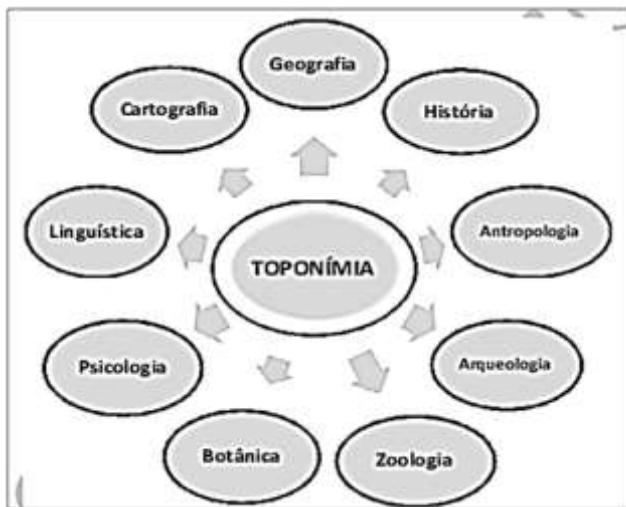 Geografia
Cartografia
História
Linguística
TOPONÍMIA
Antropologia
Psicologia
Arqueologia
Botânica
Zoologia